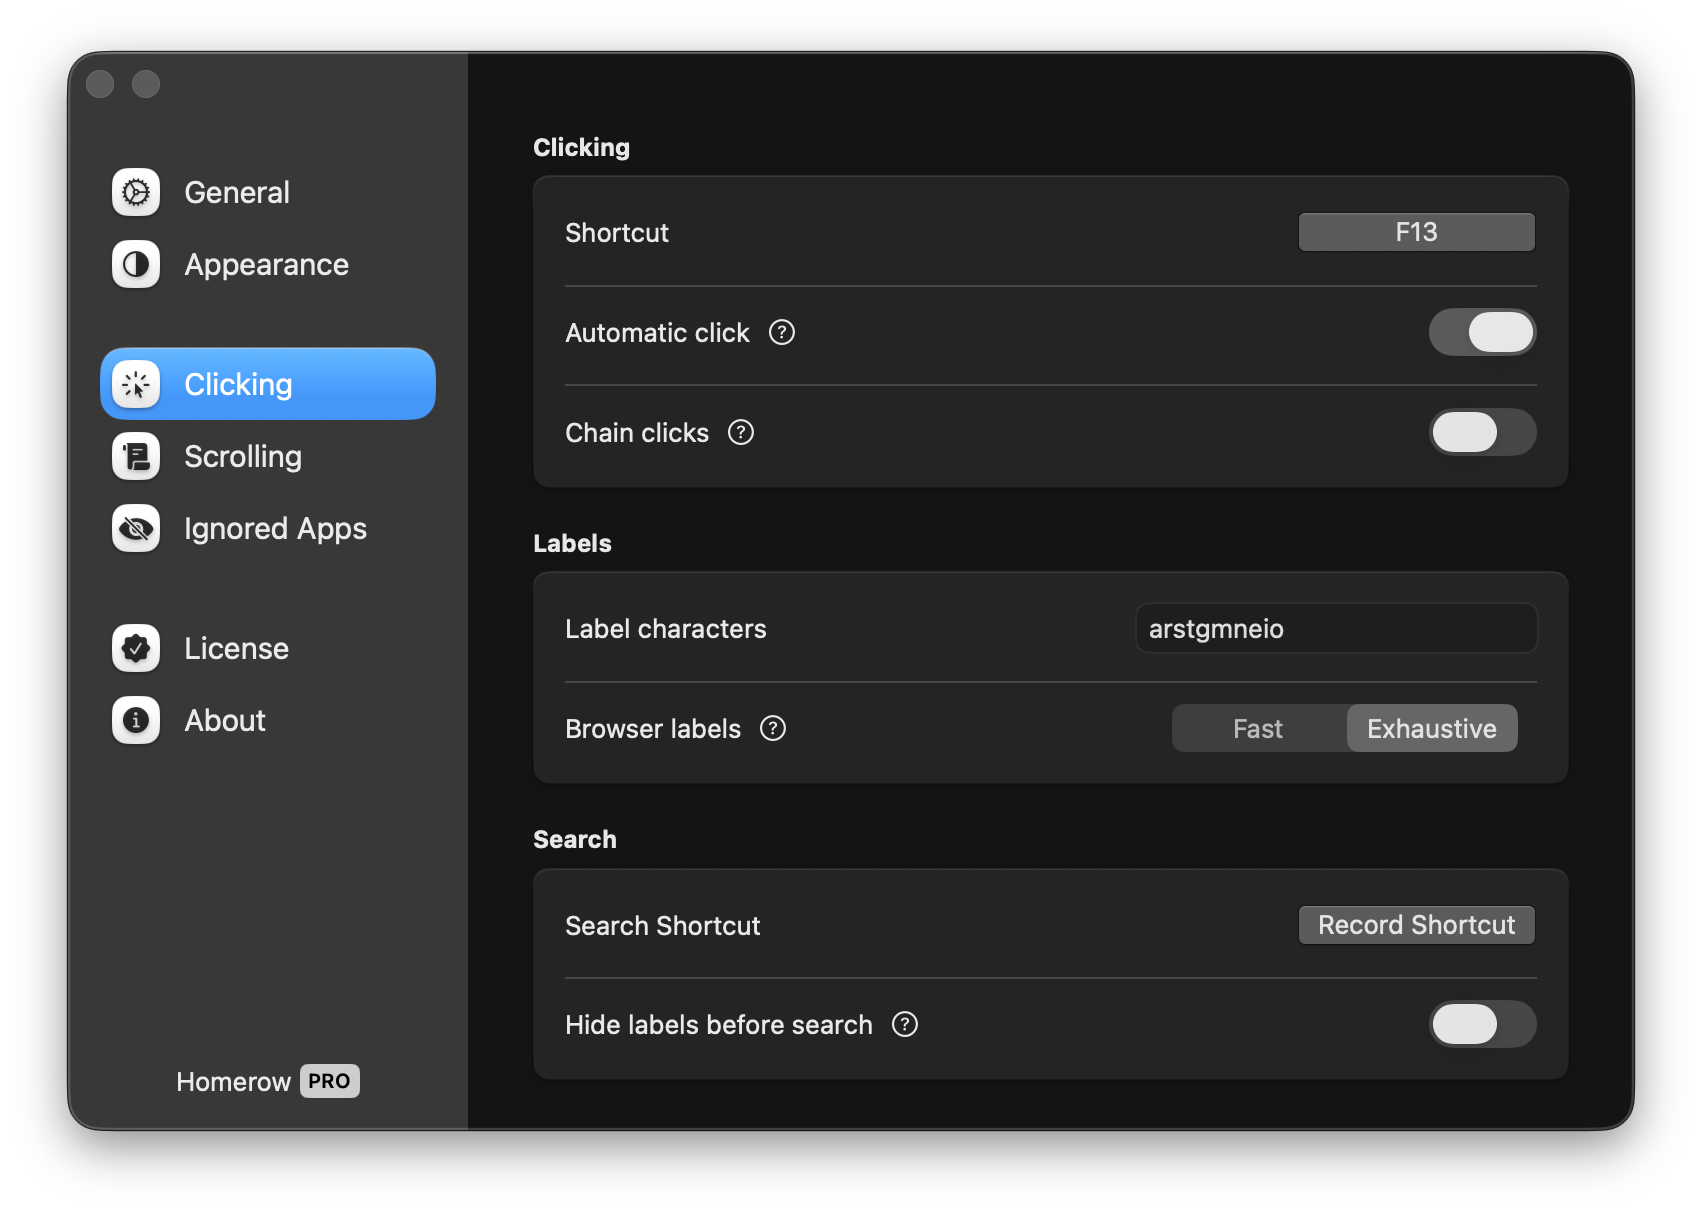 General
Appearance
Clicking
Scrolling
Ignored Apps
License
About
Homerow PRO
Clicking
Shortcut F13
Automatic click ?
Chain clicks ?
Labels
Label characters arstgmneio
Browser labels ? Fast Exhaustive
Search
Search Shortcut Record Shortcut
Hide labels before search ?